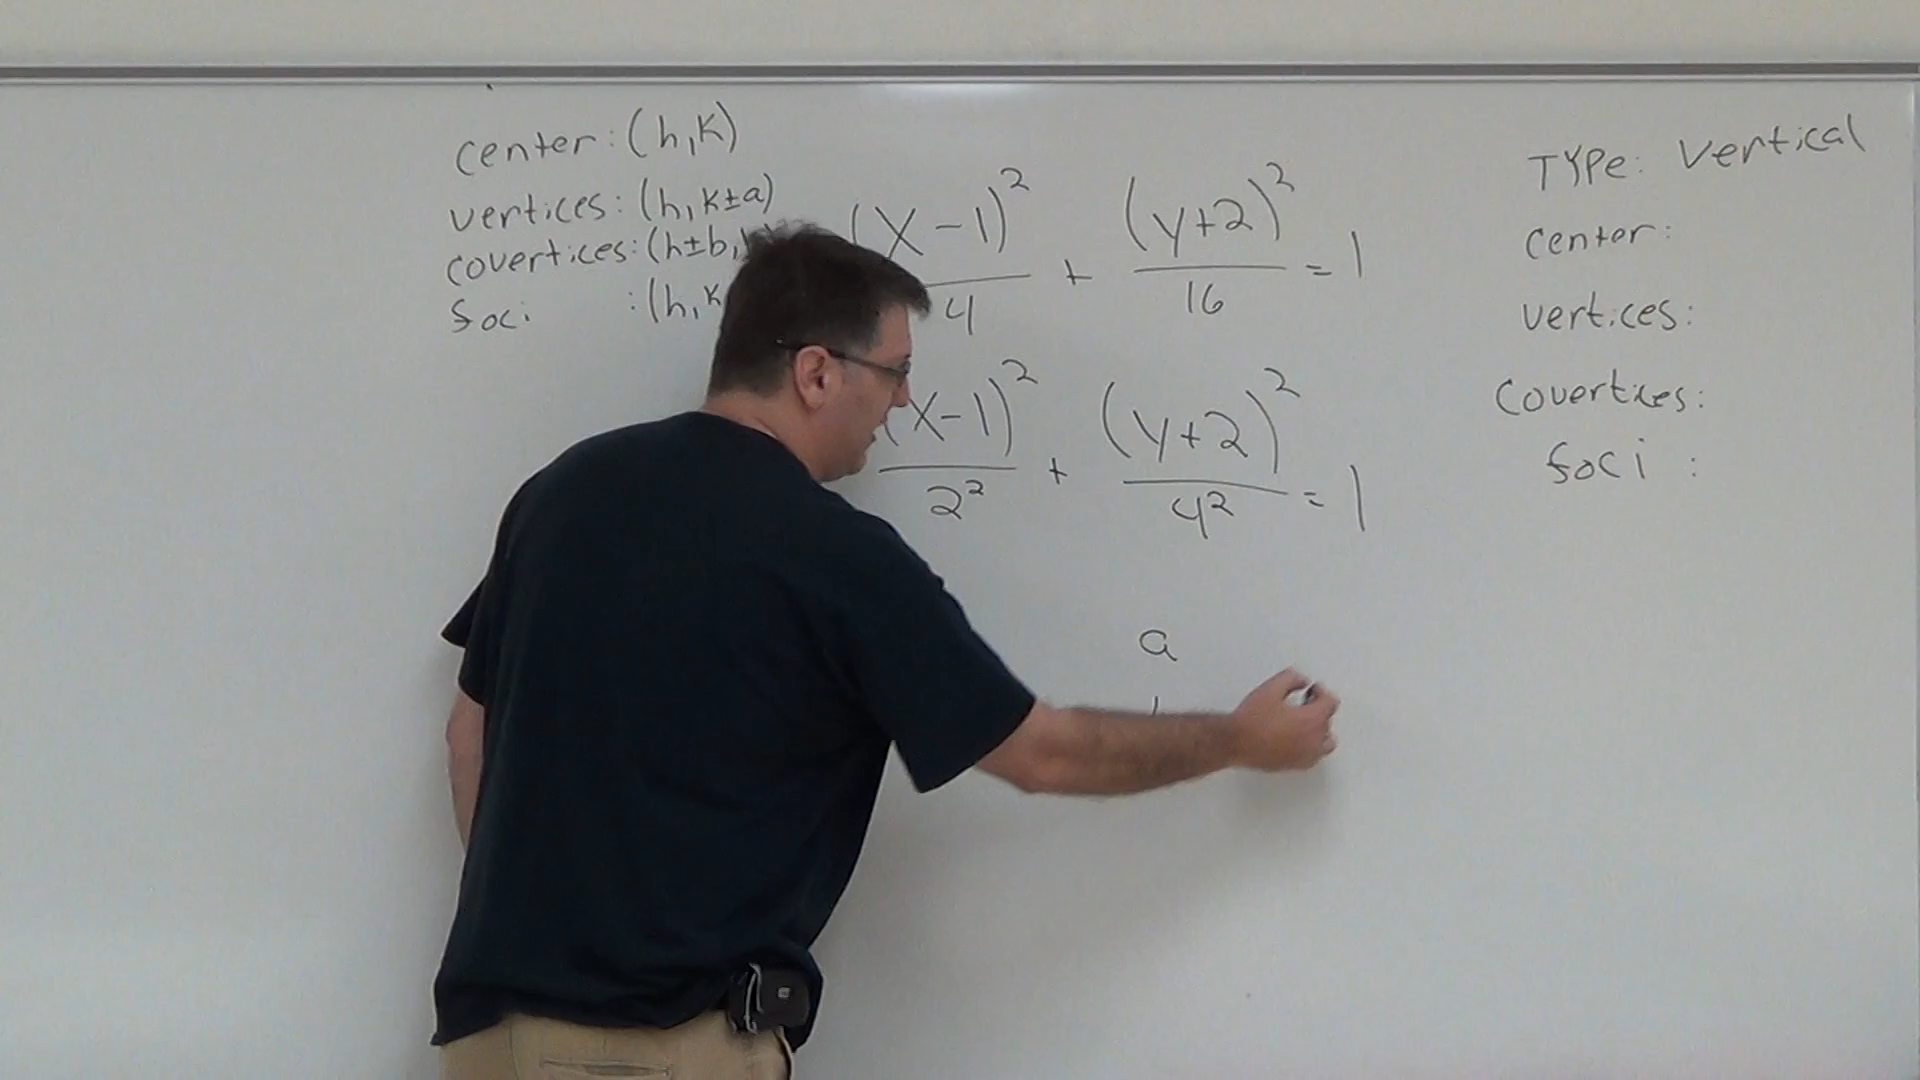 center: (h,k)
vertices: (h,k±a)
covertices: (h±b,
foci : (h,k
(x-1)² + (y+2)² = 1
4 16
(x-1)² + (y+2)² = 1
2² 4²
a
TYPe: Vertical
center:
vertices:
Covertices:
foci :